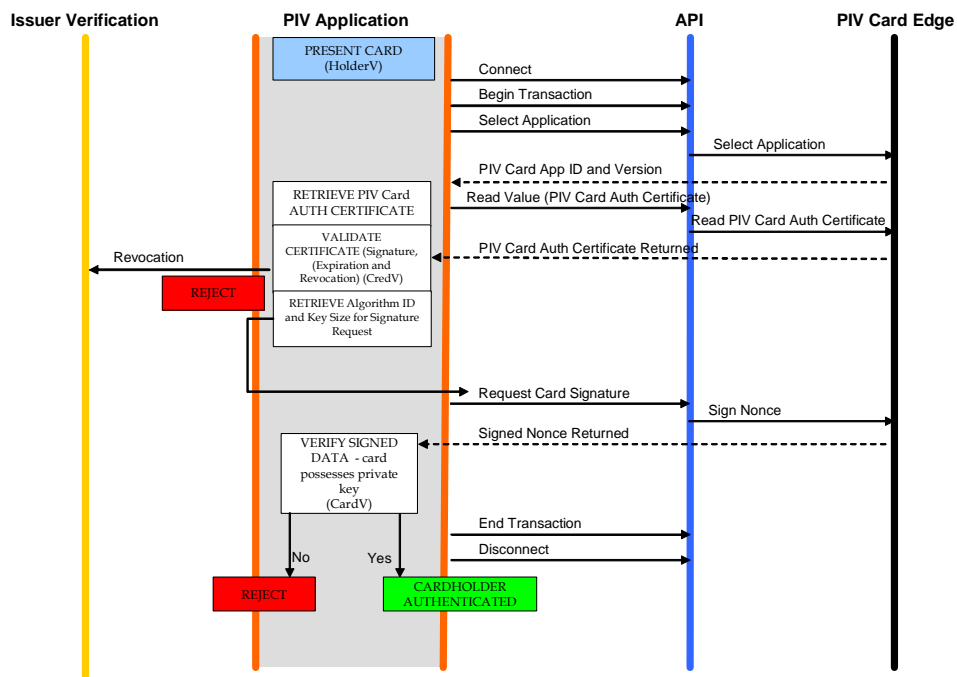 Issuer Verification
PIV Application
API
PIV Card Edge
PRESENT CARD
(HolderV)
Connect
Begin Transaction
Select Application
Select Application
PIV Card App ID and Version
RETRIEVE PIV Card
AUTH CERTIFICATE
Read Value (PIV Card Auth Certificate)
Read PIV Card Auth Certificate
VALIDATE
CERTIFICATE (Signature,
(Expiration and
Revocation) (CredV)
PIV Card Auth Certificate Returned
Revocation
REJECT
RETRIEVE Algorithm ID
and Key Size for Signature
Request
Request Card Signature
Sign Nonce
Signed Nonce Returned
VERIFY SIGNED
DATA - card
possesses private
key
(CardV)
End Transaction
Disconnect
No
Yes
REJECT
CARDHOLDER
AUTHENTICATED